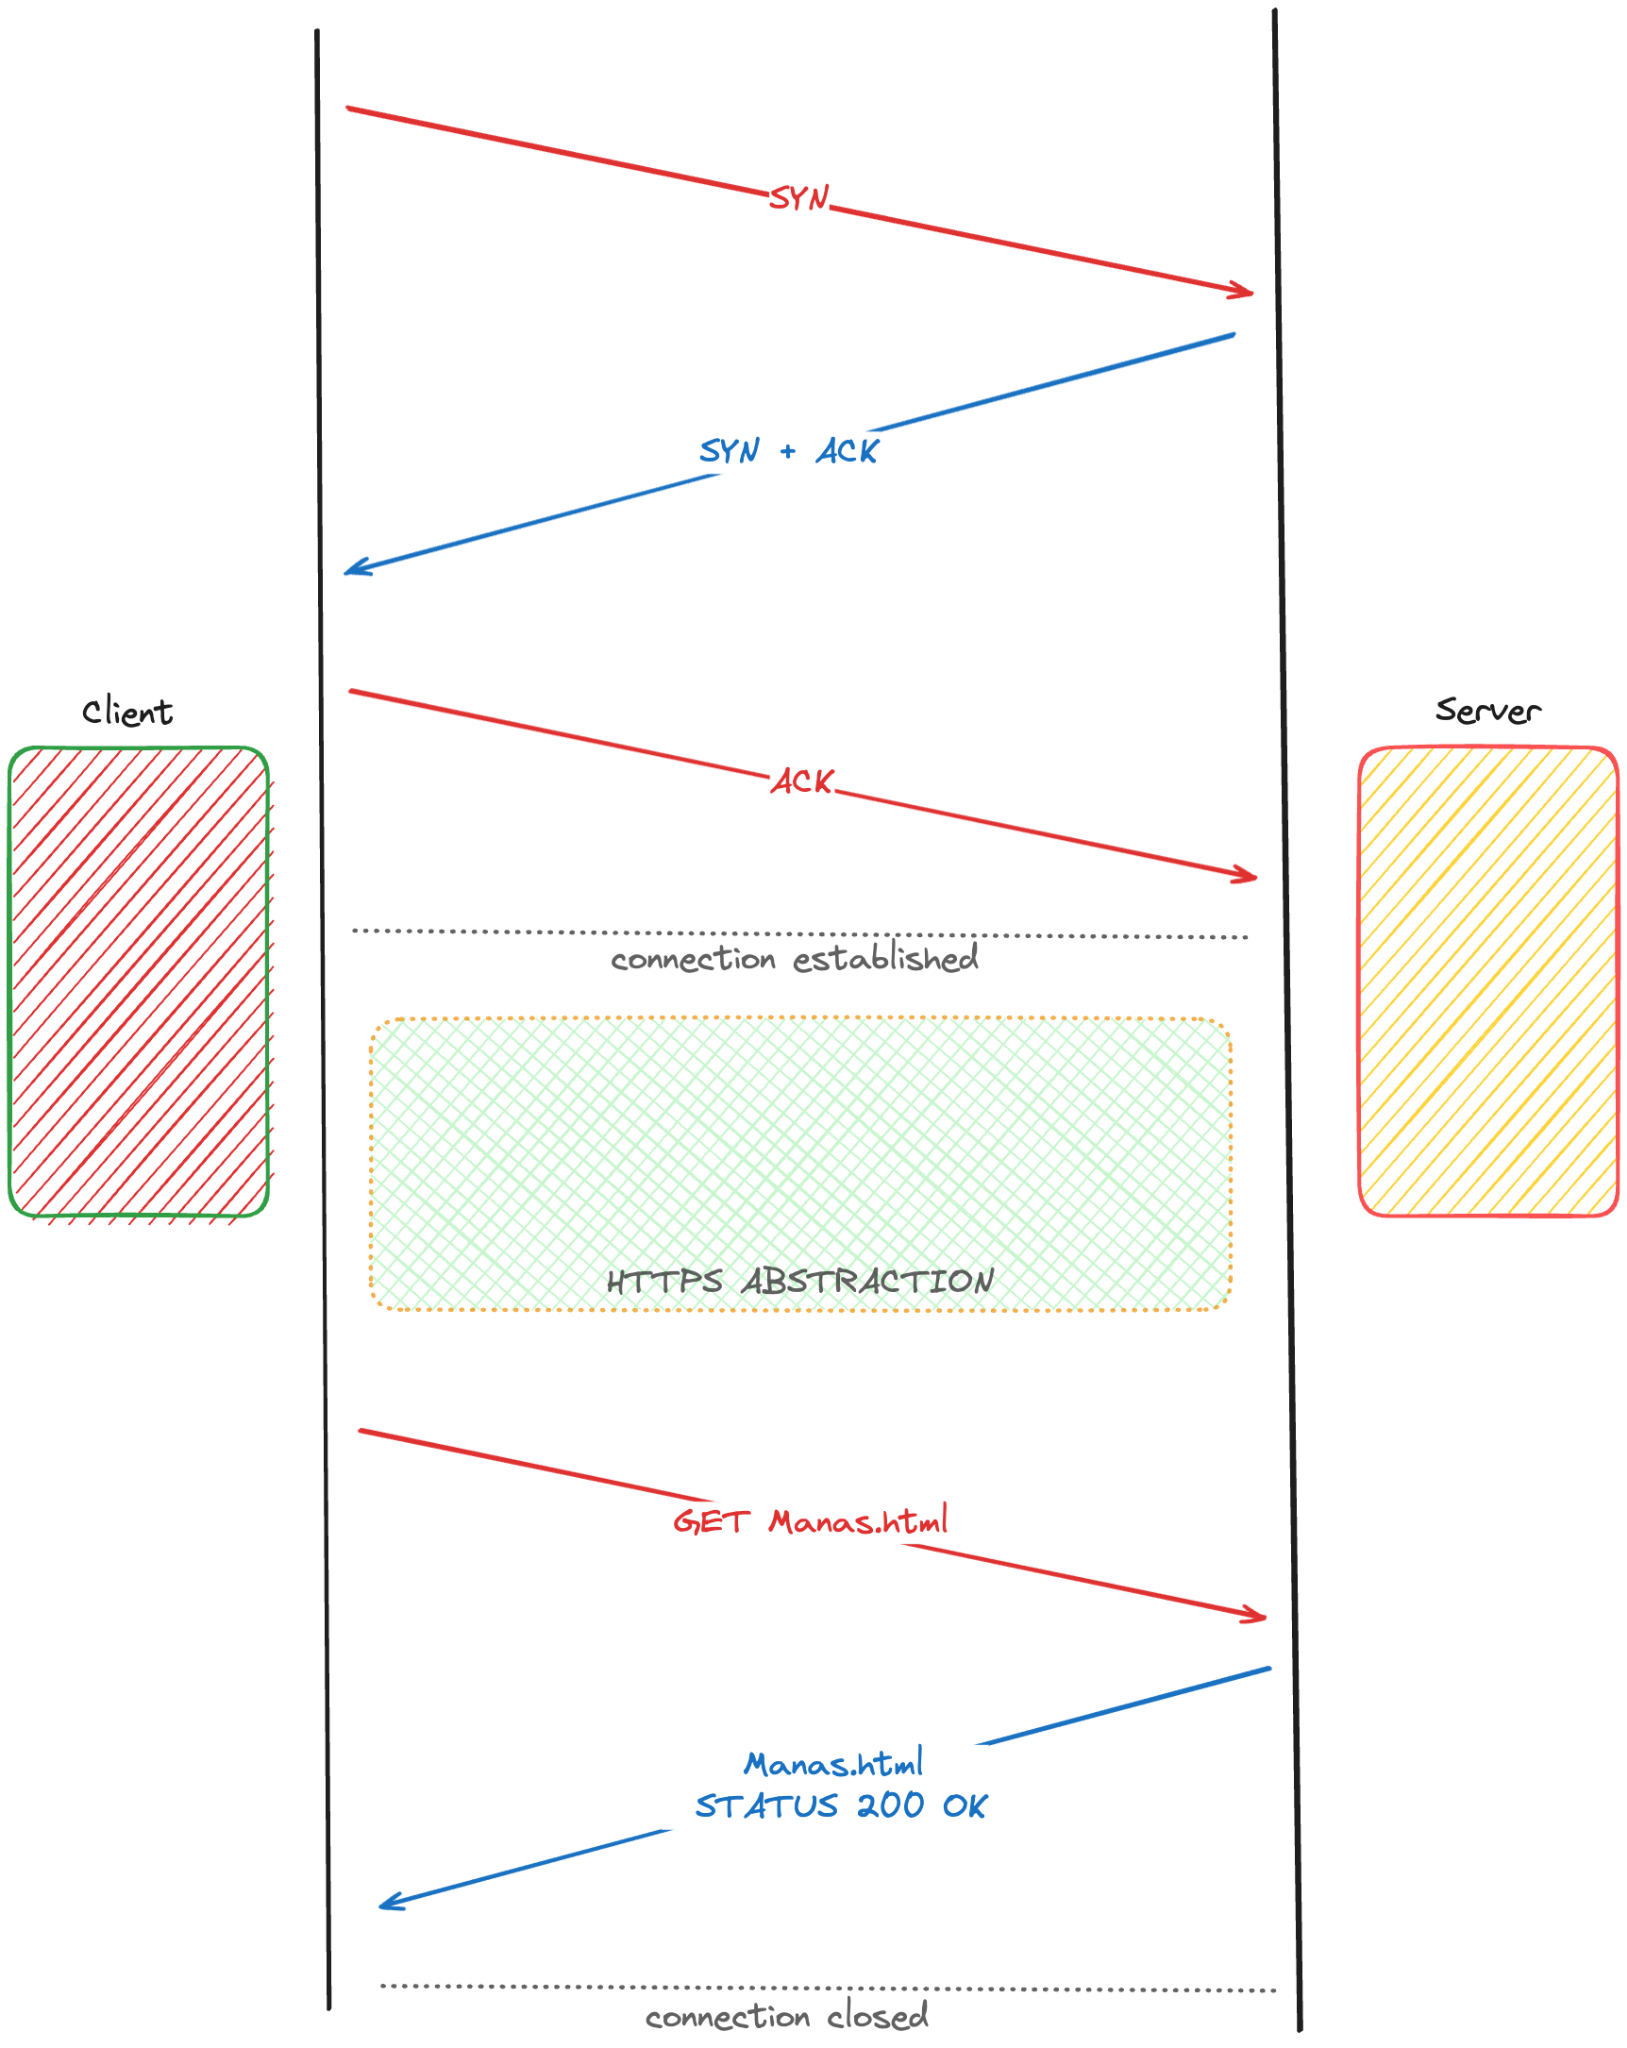 SYN
SYN + ACK
Client
Server
ACK
connection established
HTTPS ABSTRACTION
GET Manas.html
Manas.html
STATUS 200 OK
connection closed